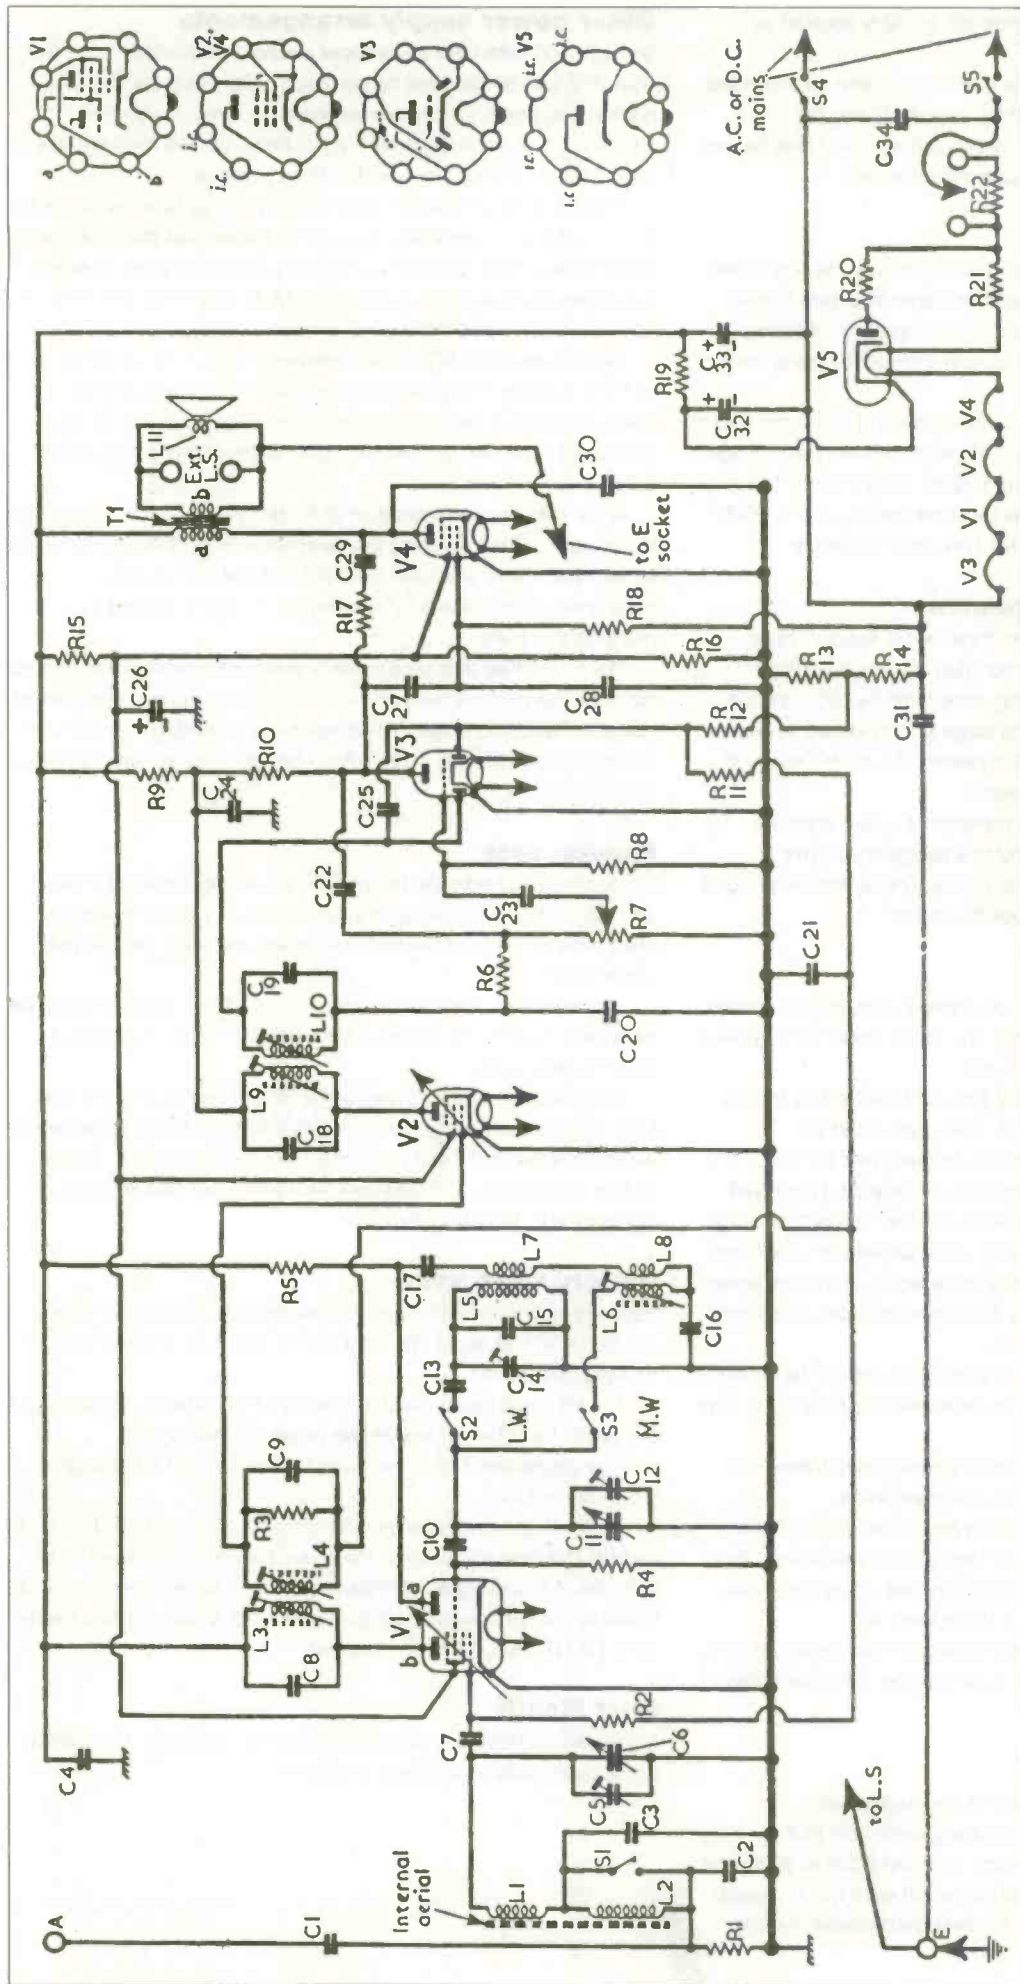 A
C1
Internal aerial
L1
S1
L2
C3
C2
R1
E
to L.S
C4
C5
C6
C7
R2
L3
C8
L4
R3
C9
b
V1
a
C10
R4
C11
C12
S2
L.W
S3
M.W
C13
C14
L5
C15
L6
R5
C17
L7
L8
C16
V2
L9
C18
L10
C19
C20
C21
R6
R7
C22
C23
R8
C24
R9
R10
C25
V3
R11
R12
C26
+
R15
C27
C28
R13
R14
C31
R16
R17
C29
R18
V4
T1
a
b
Ext. L.S.
L11
to E socket
C30
R19
C32
+
-
C33
+
-
V5
R20
R21
R22
V3
V1
V2
V4
C34
S4
S5
A.C. or D.C. mains
V1
a
b
V2, V4
i.c.
V3
V5
i.c.
i.c.
i.c.
i.c.